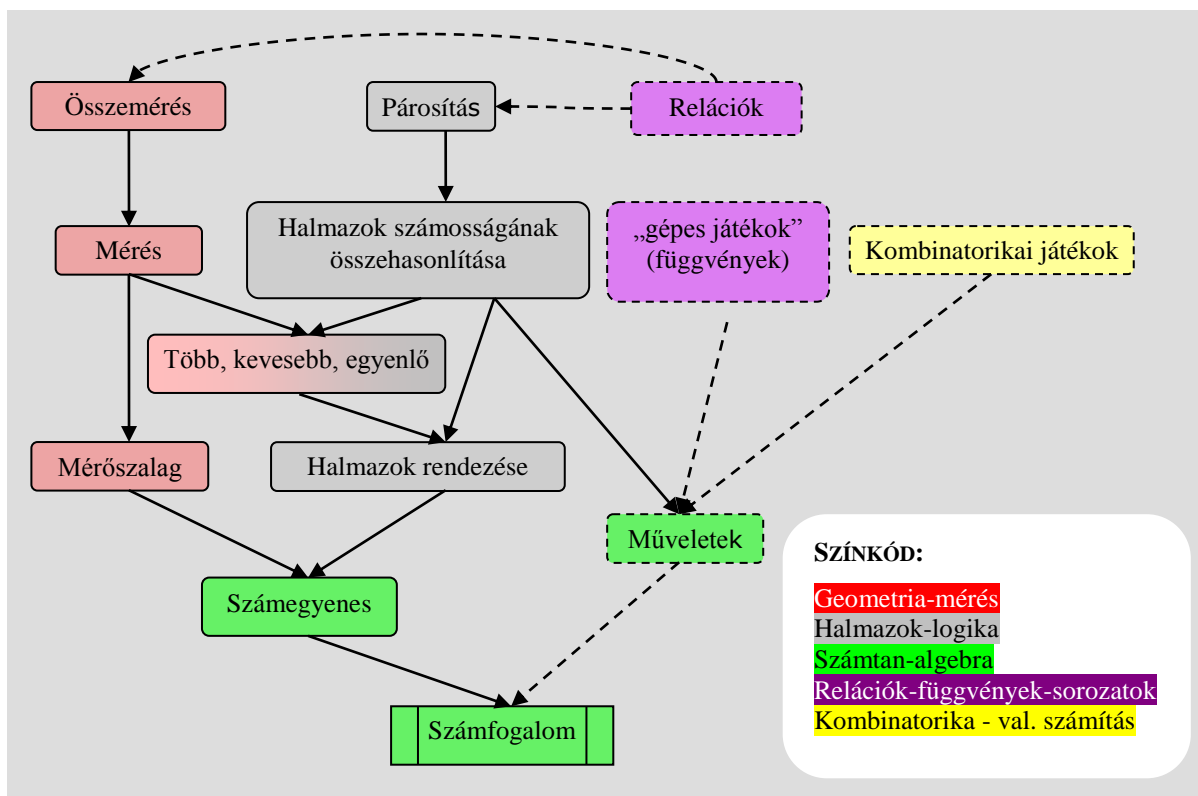 Összemérés
Párosítás
Relációk
Mérés
Halmazok számosságának
összehasonlítása
„gépes játékok”
(függvények)
Kombinatorikai játékok
Több, kevesebb, egyenlő
Mérőszalag
Halmazok rendezése
Műveletek
Számegyenes
Számfogalom
SZÍNKÓD:
Geometria-mérés
Halmazok-logika
Számtan-algebra
Relációk-függvények-sorozatok
Kombinatorika - val. számítás